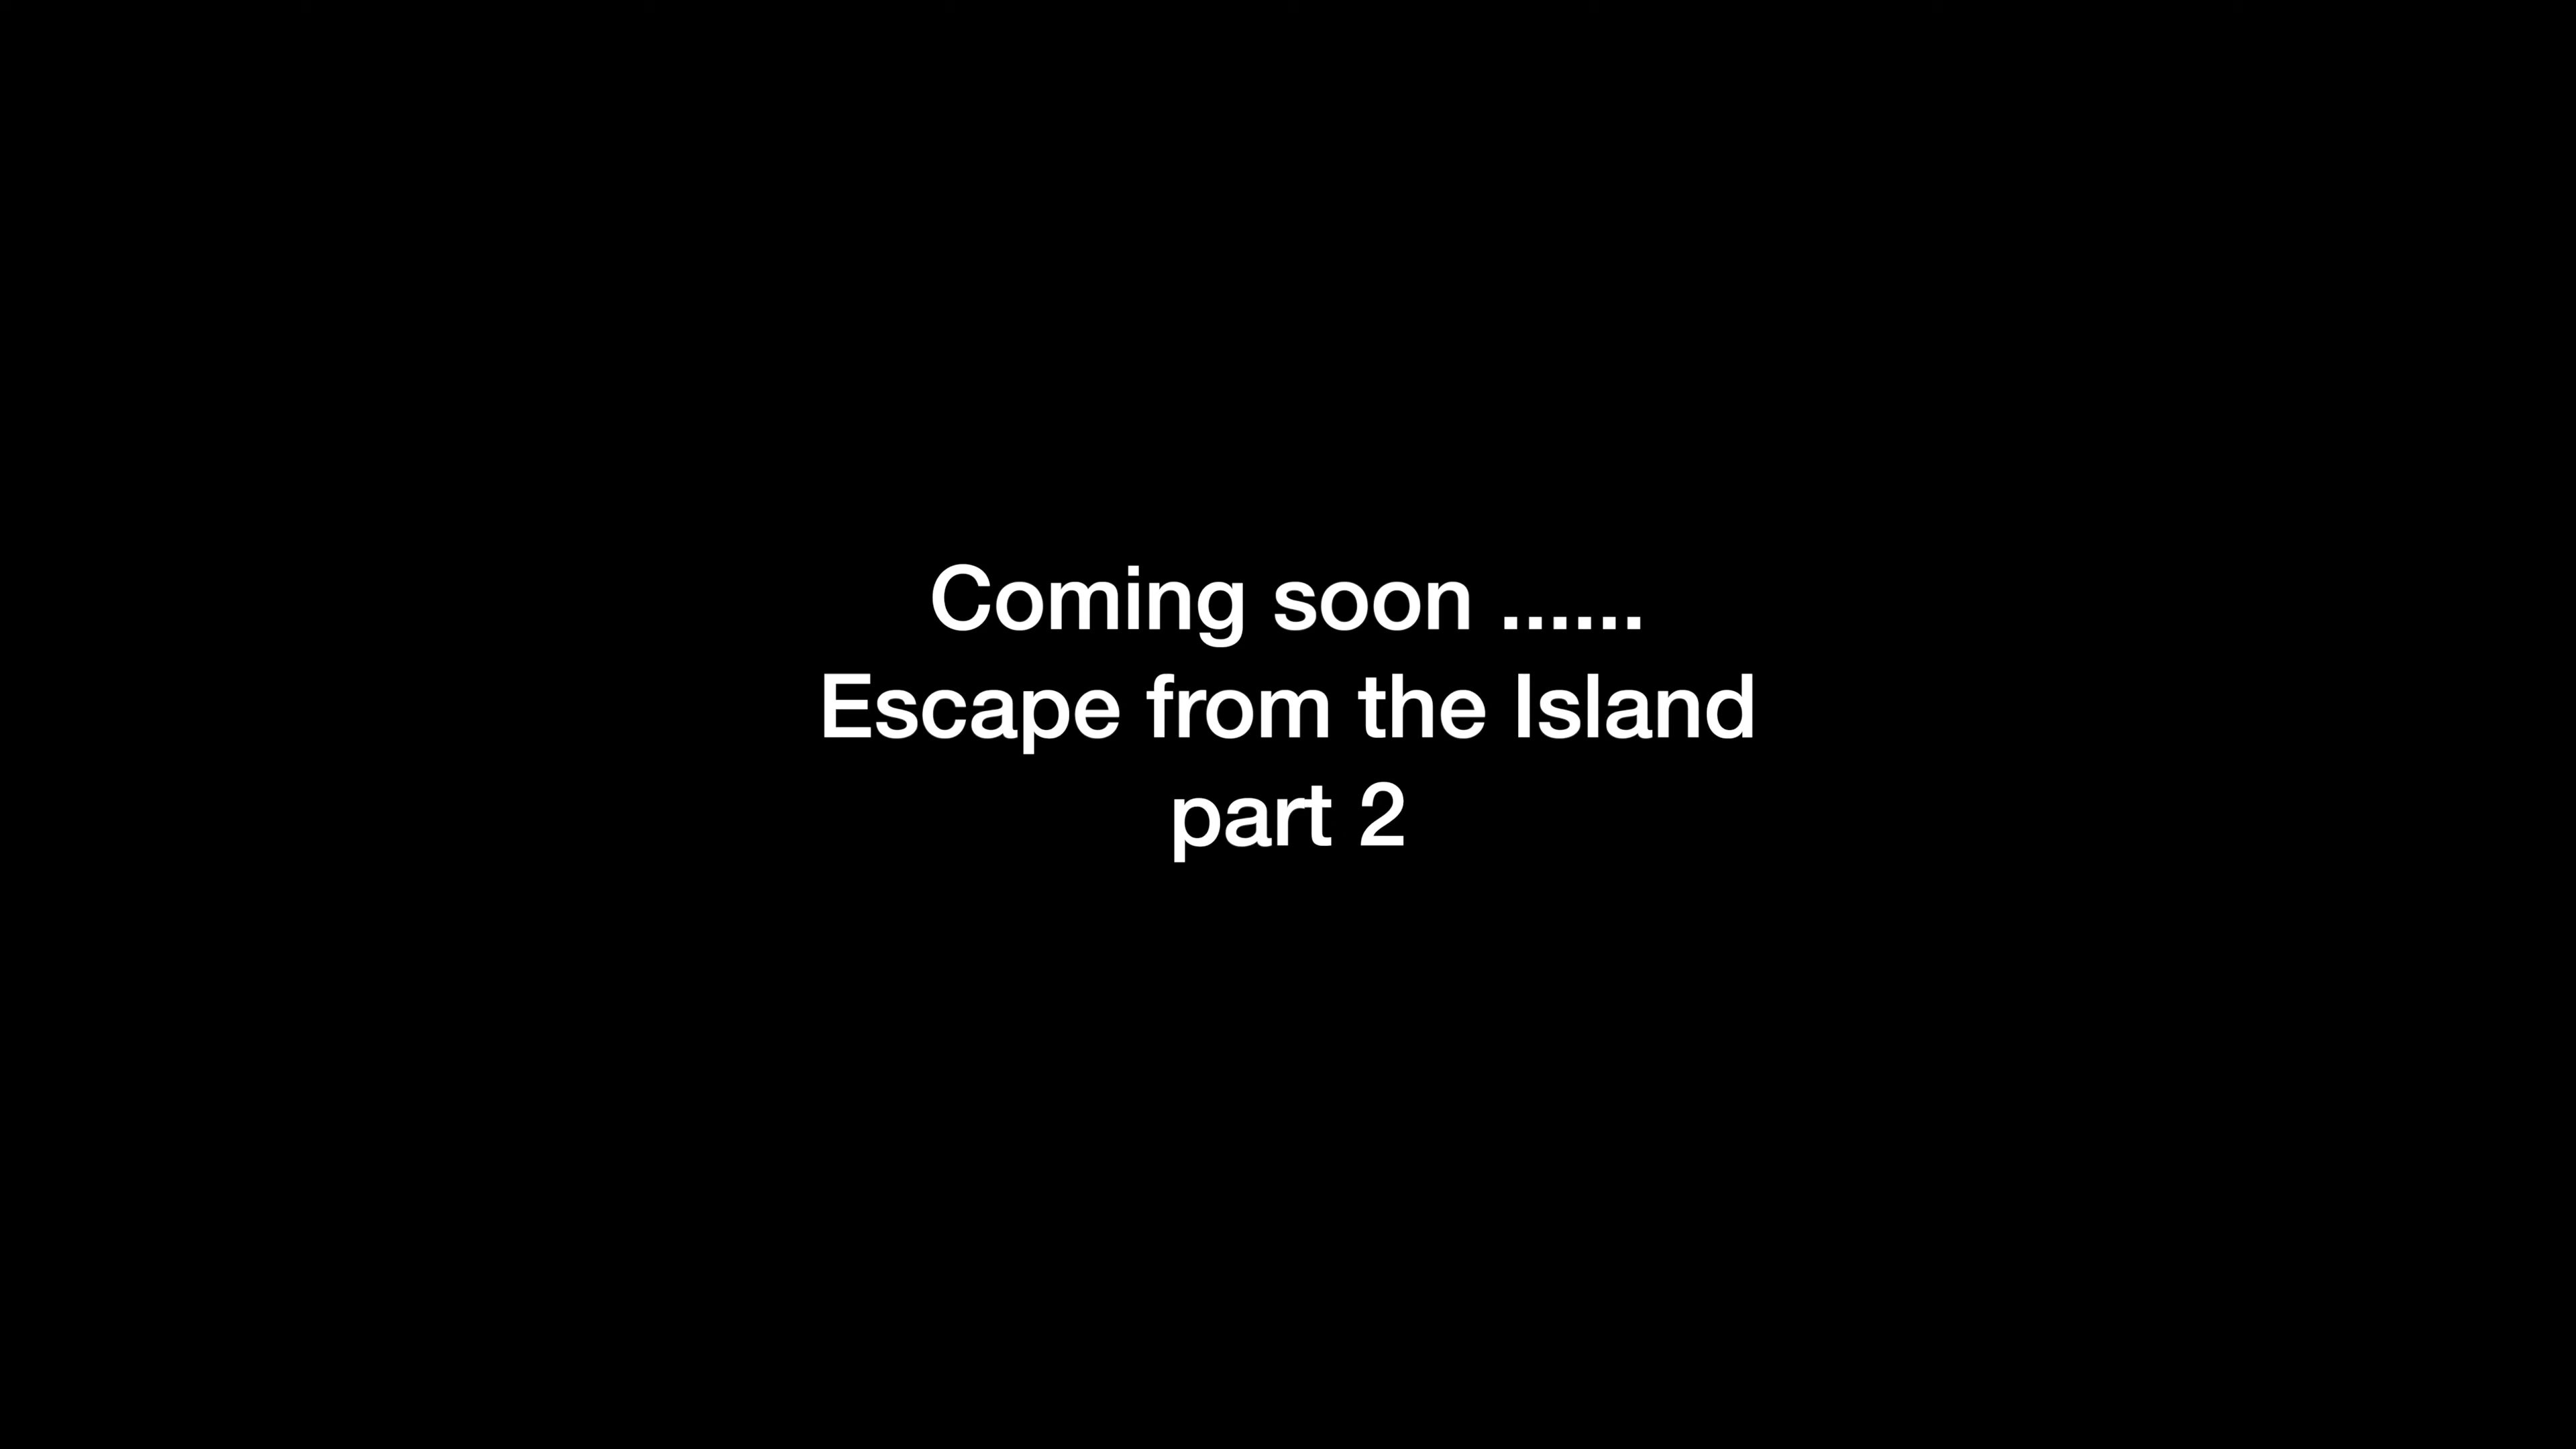 Coming soon ......
Escape from the Island
part 2